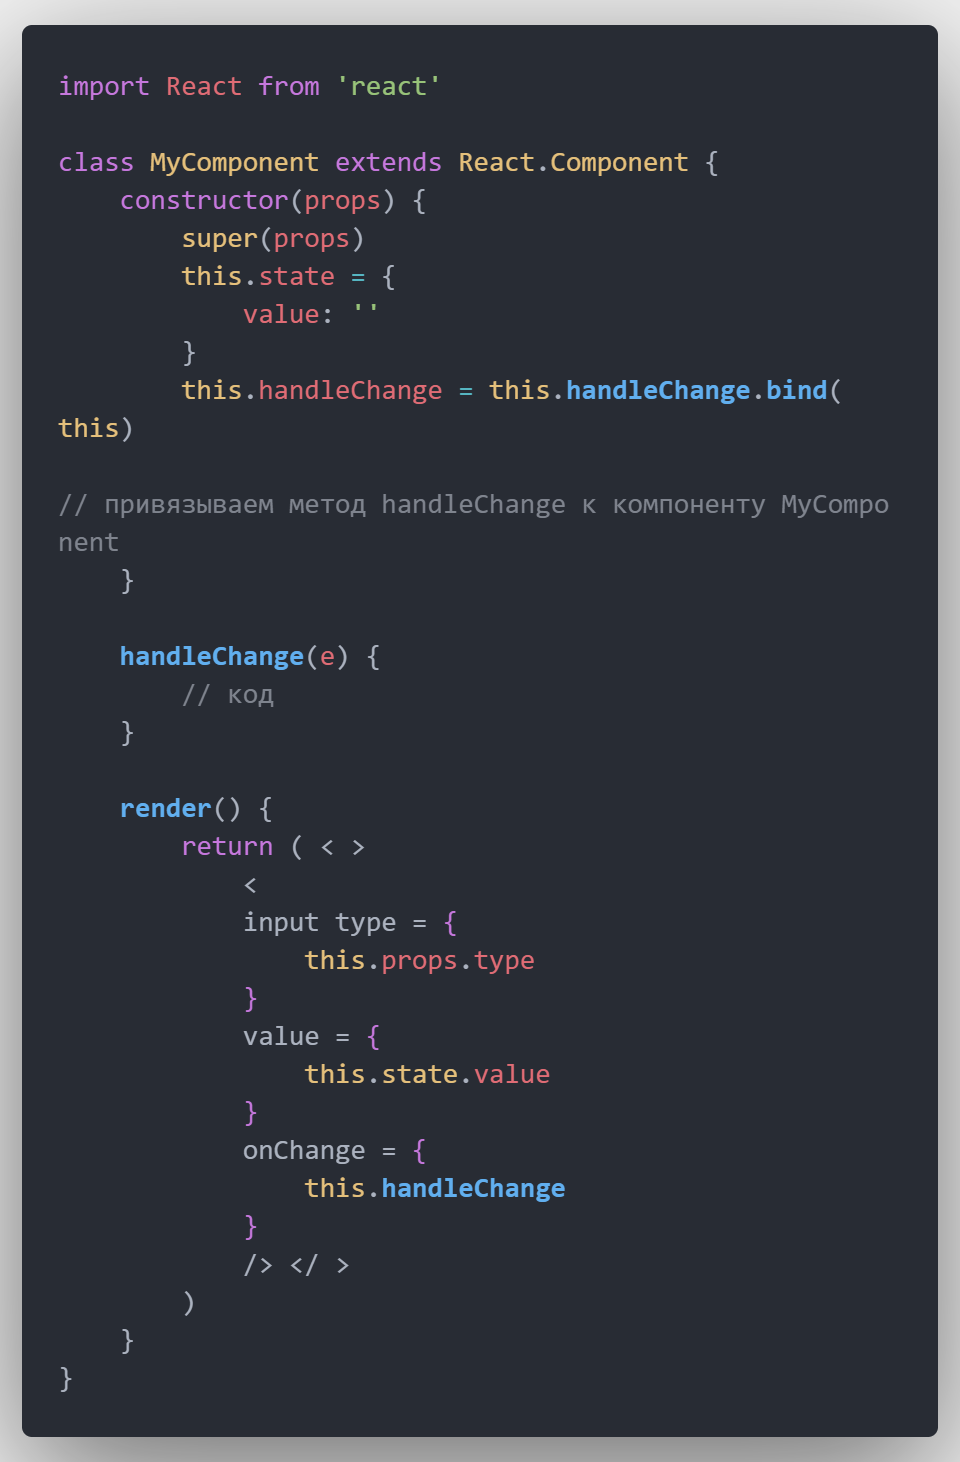 import React from 'react'
class MyComponent extends React.Component {
constructor(props) {
super(props)
this.state = {
value: ''
}
this.handleChange = this.handleChange.bind(
this)
// привязываем метод handleChange к компоненту MyCompo
nent
}
handleChange(e) {
// код
}
render() {
return ( < >
<
input type = {
this.props.type
}
value = {
this.state.value
}
onChange = {
this.handleChange
}
/> </ >
)
}
}